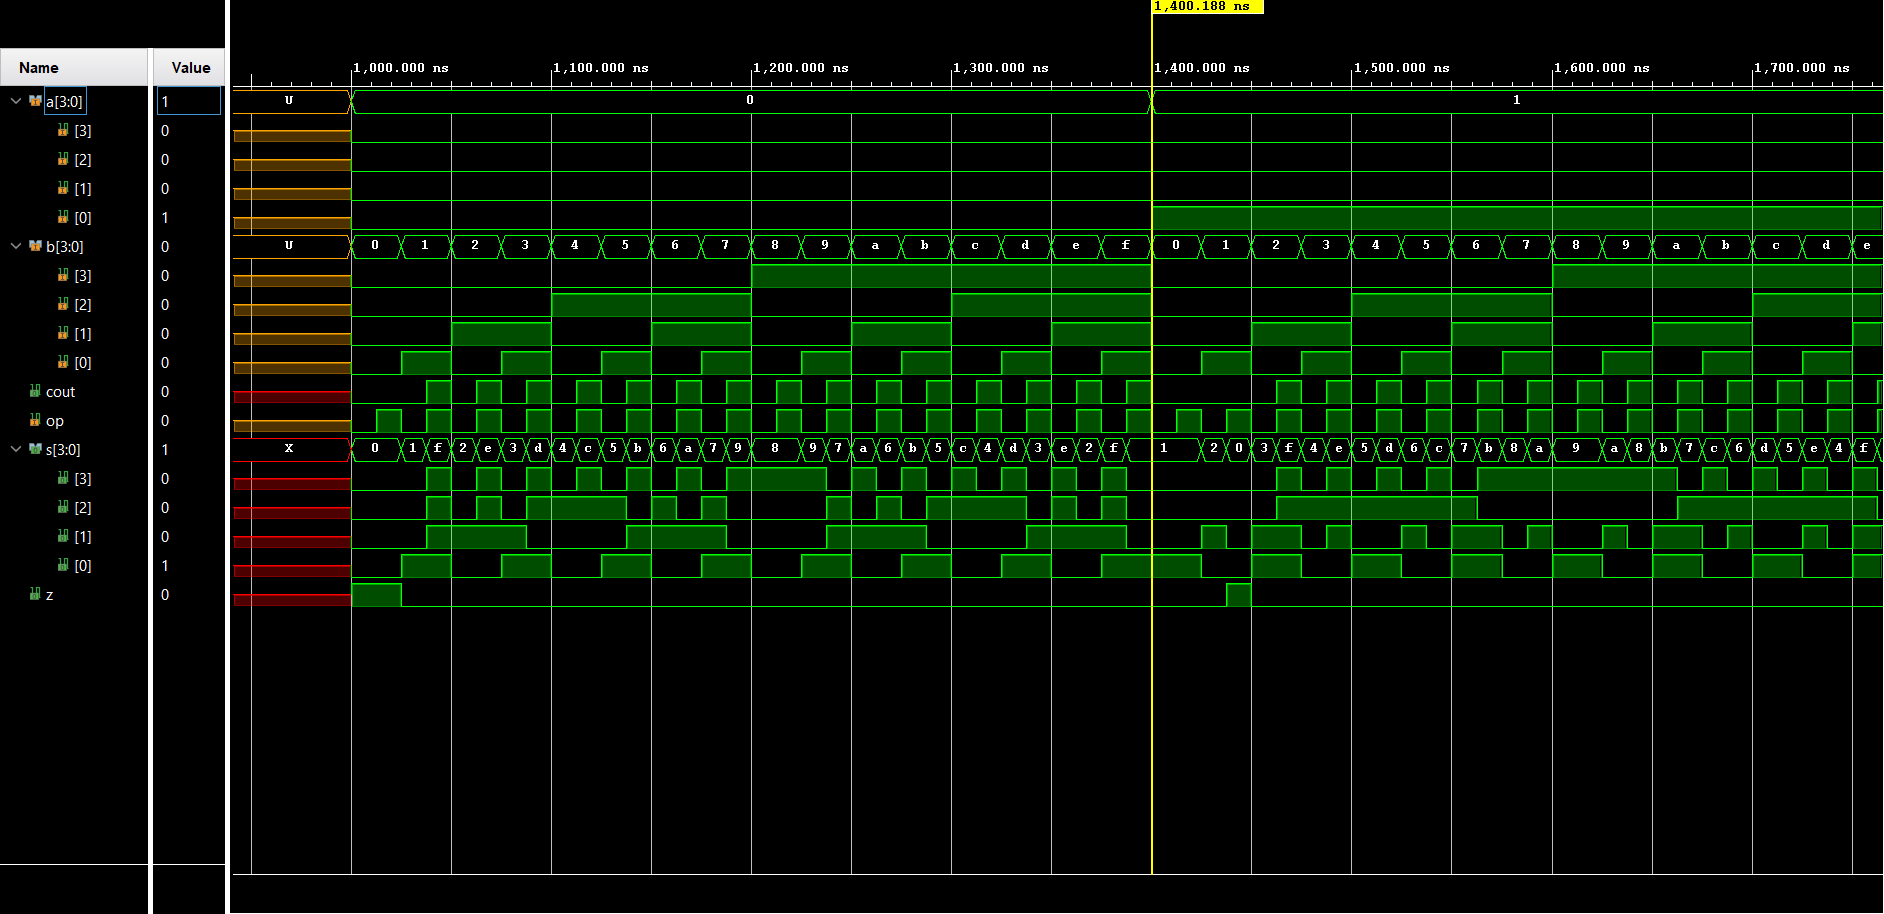 1,400.188 ns
Name Value
1,000.000 ns 1,100.000 ns 1,200.000 ns 1,300.000 ns 1,400.000 ns 1,500.000 ns 1,600.000 ns 1,700.000 ns
a[3:0] 1 U 0 1
[3] 0
[2] 0
[1] 0
[0] 1
b[3:0] 0 U 0 1 2 3 4 5 6 7 8 9 a b c d e f 0 1 2 3 4 5 6 7 8 9 a b c d e
[3] 0
[2] 0
[1] 0
[0] 0
cout 0
op 0
s[3:0] 1 X 0 1 f 2 e 3 d 4 c 5 b 6 a 7 9 8 9 7 a 6 b 5 c 4 d 3 e 2 f 1 2 0 3 f 4 e 5 d 6 c 7 b 8 a 9 a 8 b 7 c 6 d 5 e 4 f
[3] 0
[2] 0
[1] 0
[0] 1
z 0